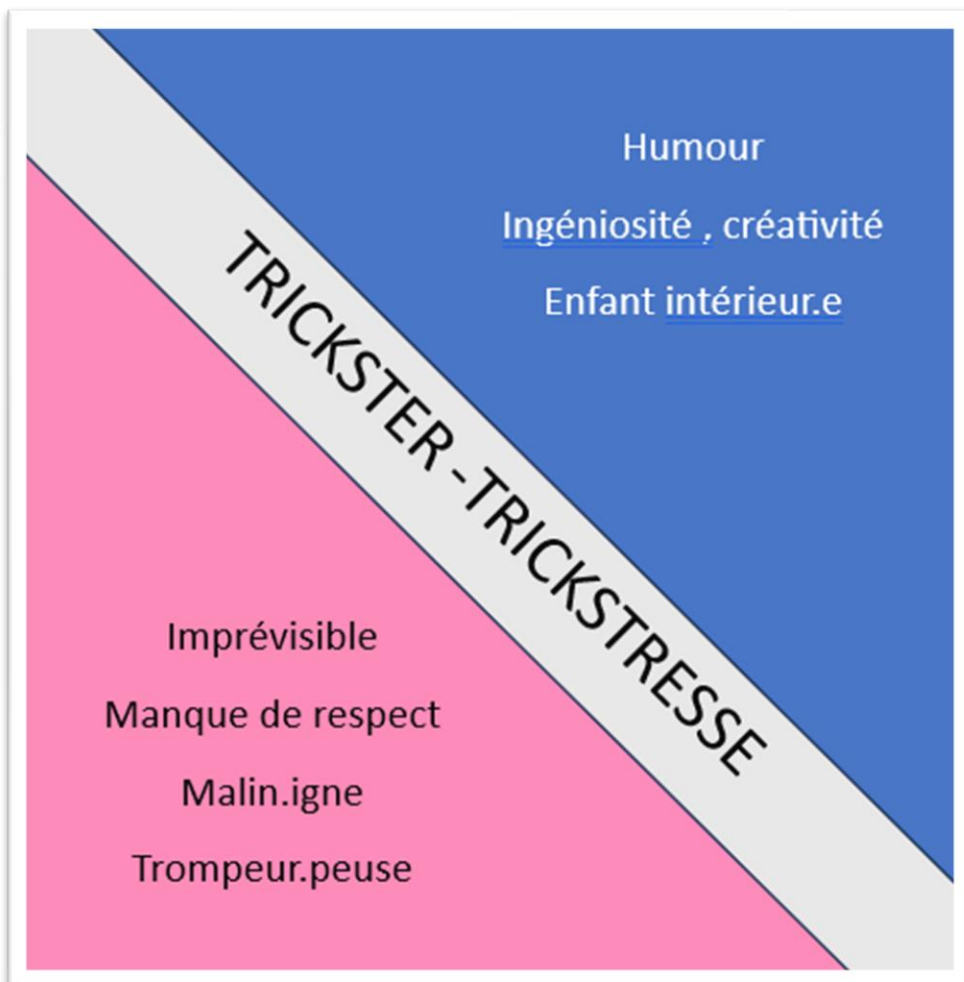 Humour
Ingéniosité , créativité
Enfant intérieur.e
TRICKSTER -TRICKSTRESSE
Imprévisible
Manque de respect
Malin.igne
Trompeur.peuse